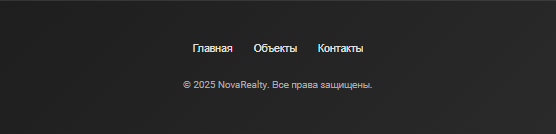 Главная Объекты Контакты
© 2025 NovaRealty. Все права защищены.